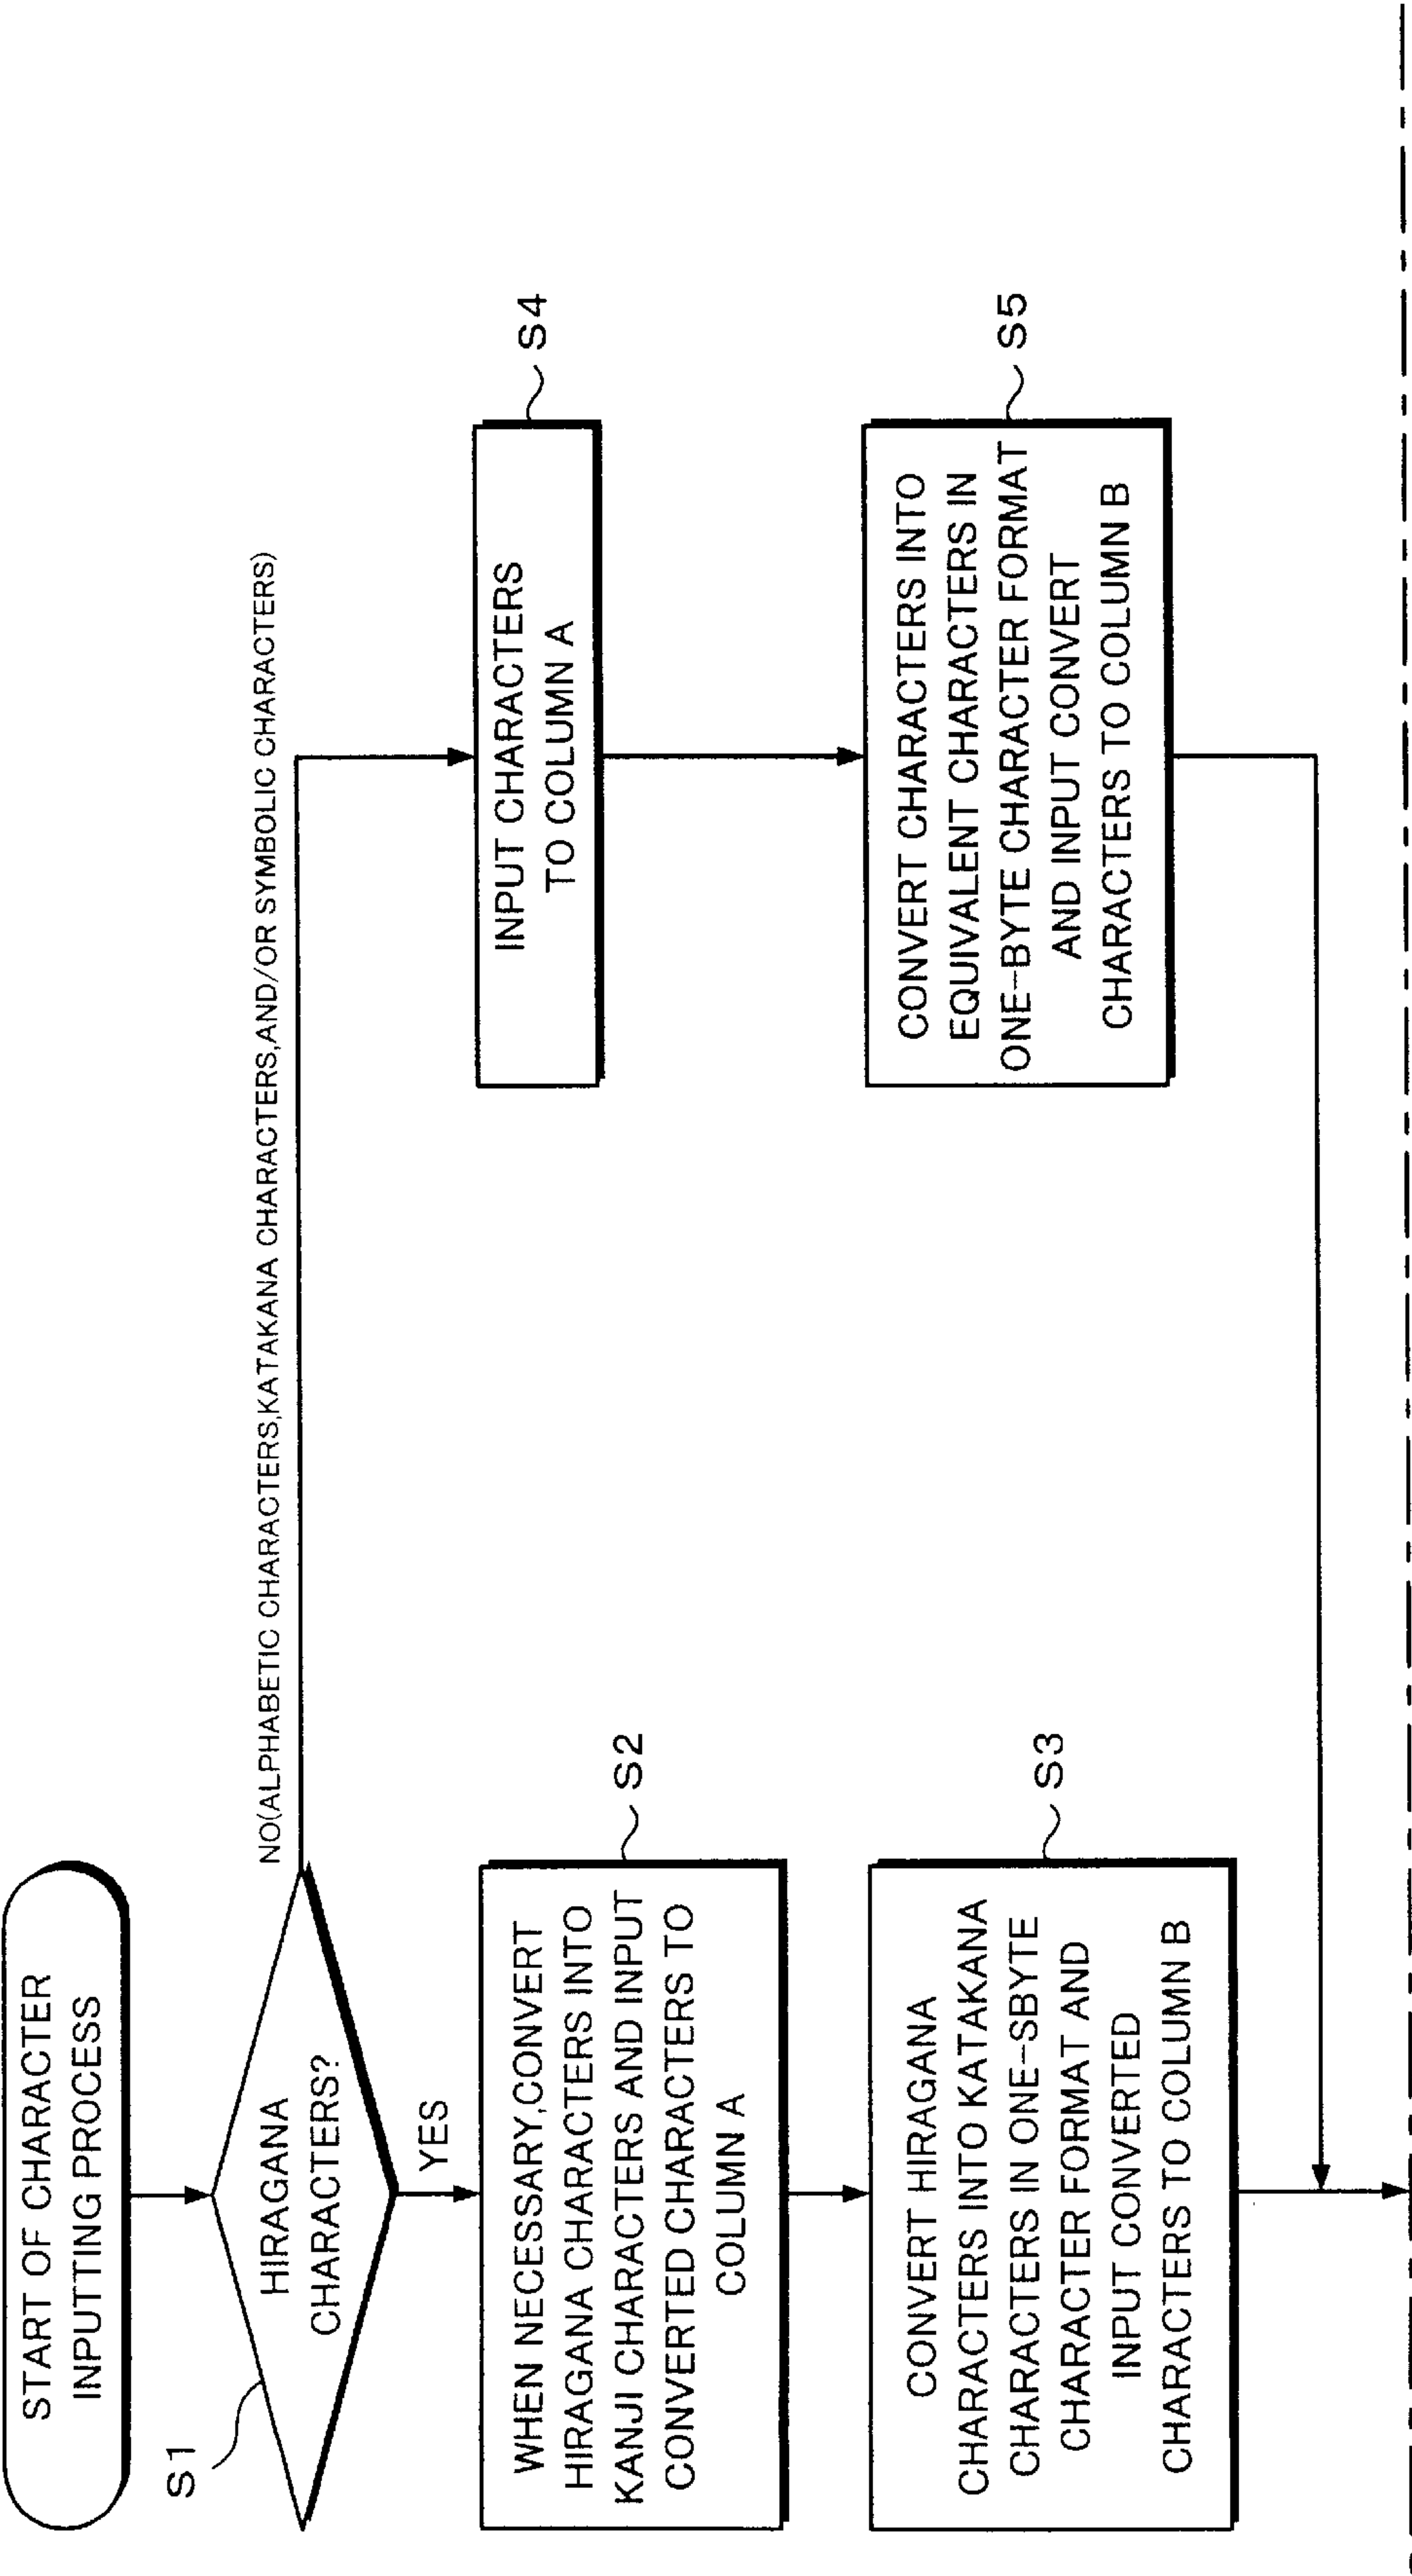 START OF CHARACTER
INPUTTING PROCESS
S1
HIRAGANA
CHARACTERS?
NO(ALPHABETIC CHARACTERS,KATAKANA CHARACTERS,AND/OR SYMBOLIC CHARACTERS)
YES
WHEN NECESSARY,CONVERT
HIRAGANA CHARACTERS INTO
KANJI CHARACTERS AND INPUT
CONVERTED CHARACTERS TO
COLUMN A
S2
CONVERT HIRAGANA
CHARACTERS INTO KATAKANA
CHARACTERS IN ONE-SBYTE
CHARACTER FORMAT AND
INPUT CONVERTED
CHARACTERS TO COLUMN B
S3
INPUT CHARACTERS
TO COLUMN A
S4
CONVERT CHARACTERS INTO
EQUIVALENT CHARACTERS IN
ONE-BYTE CHARACTER FORMAT
AND INPUT CONVERT
CHARACTERS TO COLUMN B
S5